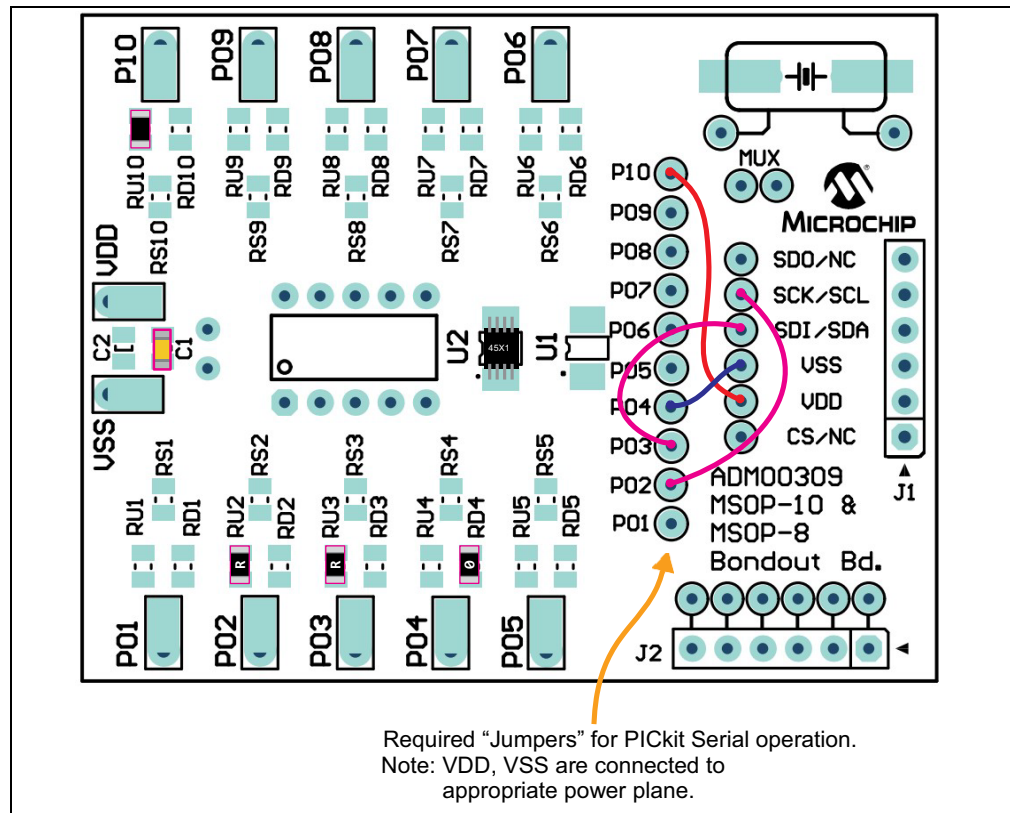 P10 P09 P08 P07 P06
RU10 RD10 RU9 RD9 RU8 RD8 RU7 RD7 RU6 RD6
RS10 RS9 RS8 RS7 RS6
MUX
MICROCHIP®
P10
P09
P08
P07
P06
P05
P04
P03
P02
P01
SDO/NC
SCK/SCL
SDI/SDA
VSS
VDD
CS/NC
J1
VDD
C2 C1
VSS
U2 45X1 U1
RS1 RS2 RS3 RS4 RS5
RU1 RD1 RU2 RD2 RU3 RD3 RU4 RD4 RU5 RD5
R R 0
P01 P02 P03 P04 P05
ADM00309
MSOP-10 &
MSOP-8
Bondout Bd.
J2
Required “Jumpers” for PICkit Serial operation.
Note: VDD, VSS are connected to
appropriate power plane.